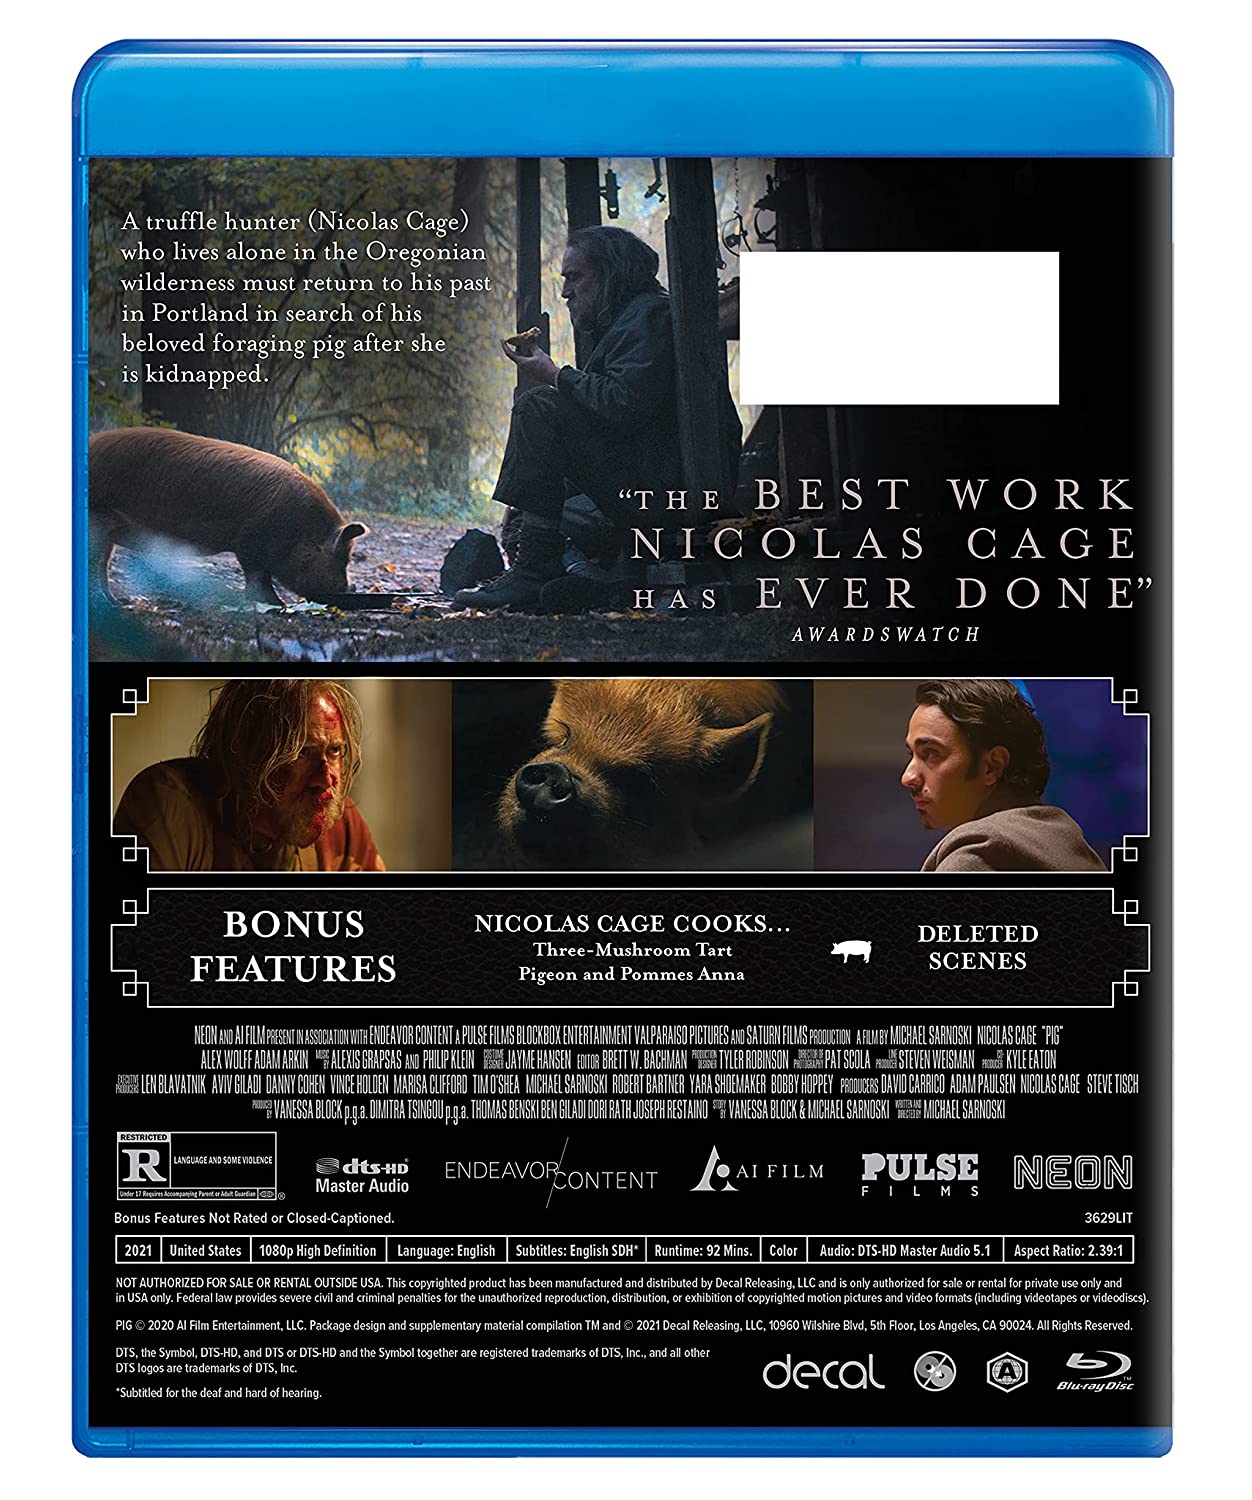 A truffle hunter (Nicolas Cage)
who lives alone in the Oregonian
wilderness must return to his past
in Portland in search of his
beloved foraging pig after she
is kidnapped.
“THE BEST WORK
NICOLAS CAGE
HAS EVER DONE”
AWARDSWATCH
BONUS
FEATURES
NICOLAS CAGE COOKS...
Three-Mushroom Tart
Pigeon and Pommes Anna
DELETED
SCENES
NEON AND AI FILM PRESENT IN ASSOCIATION WITH ENDEAVOR CONTENT A PULSE FILMS BLOCKBOX ENTERTAINMENT VALPARAISO PICTURES AND SATURN FILMS PRODUCTION A FILM BY MICHAEL SARNOSKI NICOLAS CAGE "PIG"
ALEX WOLFF ADAM ARKIN MUSIC BY ALEXIS GRAPSAS AND PHILIP KLEIN COSTUME DESIGNER JAYME HANSEN EDITOR BRETT W. BACHMAN PRODUCTION DESIGNER TYLER ROBINSON DIRECTOR OF PHOTOGRAPHY PAT SCOLA LINE PRODUCER STEVEN WEISMAN CO-PRODUCER KYLE EATON
EXECUTIVE PRODUCERS LEN BLAVATNIK AVIV GILADI DANNY COHEN VINCE HOLDEN MARISA CLIFFORD TIM O'SHEA MICHAEL SARNOSKI ROBERT BARTNER YARA SHOEMAKER BOBBY HOPPEY PRODUCERS DAVID CARRICO ADAM PAULSEN NICOLAS CAGE STEVE TISCH
PRODUCED BY VANESSA BLOCK p.g.a. DIMITRA TSINGOU p.g.a. THOMAS BENSKI BEN GILADI DORI RATH JOSEPH RESTAINO STORY BY VANESSA BLOCK & MICHAEL SARNOSKI WRITTEN AND DIRECTED BY MICHAEL SARNOSKI
RESTRICTED
R LANGUAGE AND SOME VIOLENCE
Under 17 Requires Accompanying Parent or Adult Guardian
dts-HD
Master Audio
ENDEAVOR CONTENT
AI FILM
PULSE
FILMS
NEON
Bonus Features Not Rated or Closed-Captioned.
3629LIT
2021 United States 1080p High Definition Language: English Subtitles: English SDH* Runtime: 92 Mins. Color Audio: DTS-HD Master Audio 5.1 Aspect Ratio: 2.39:1
NOT AUTHORIZED FOR SALE OR RENTAL OUTSIDE USA. This copyrighted product has been manufactured and distributed by Decal Releasing, LLC and is only authorized for sale or rental for private use only and
in USA only. Federal law provides severe civil and criminal penalties for the unauthorized reproduction, distribution, or exhibition of copyrighted motion pictures and video formats (including videotapes or videodiscs).
PIG © 2020 AI Film Entertainment, LLC. Package design and supplementary material compilation TM and © 2021 Decal Releasing, LLC, 10960 Wilshire Blvd, 5th Floor, Los Angeles, CA 90024. All Rights Reserved.
DTS, the Symbol, DTS-HD, and DTS or DTS-HD and the Symbol together are registered trademarks of DTS, Inc., and all other
DTS logos are trademarks of DTS, Inc.
*Subtitled for the deaf and hard of hearing.
decal
A
Blu-ray Disc
TM